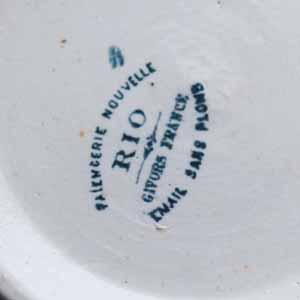 FAIENCERIE NOUVELLE
RIO
GIVORS FRANCE
EMAIL SANS PLOMB